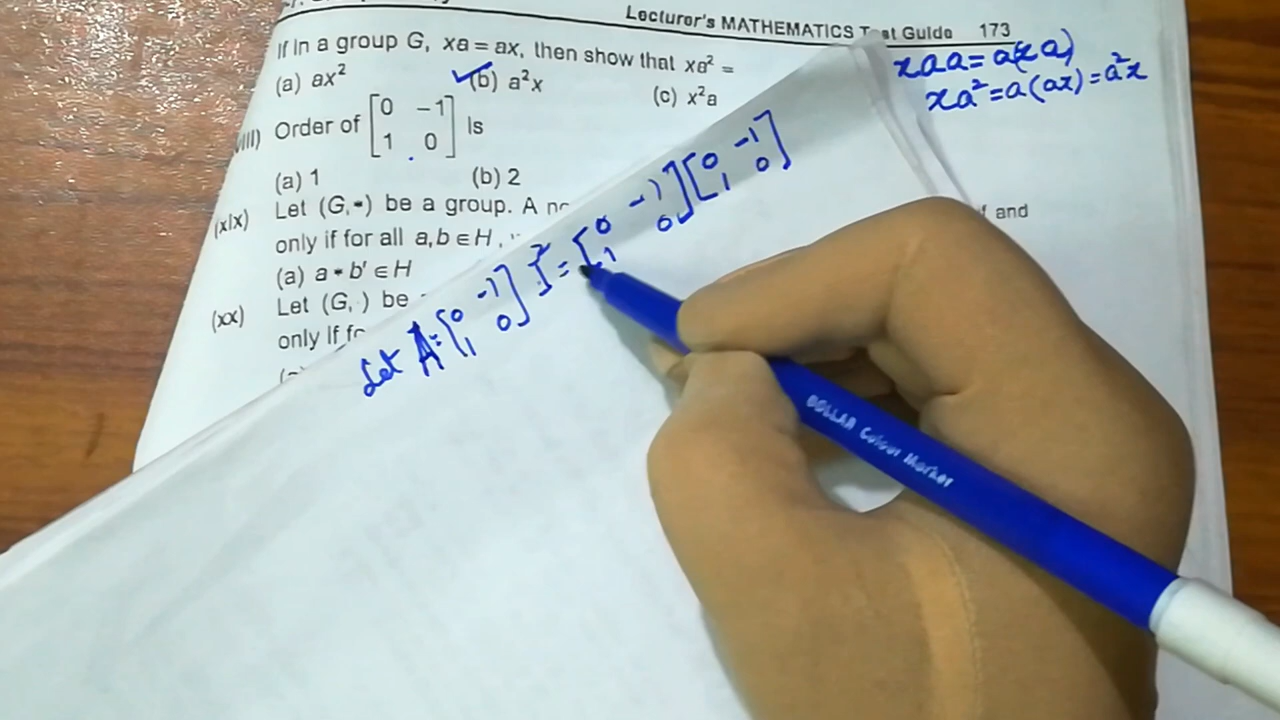 Lecturer's MATHEMATICS Test Guide 173
If in a group G, xa = ax, then show that xa² =
(a) ax² (b) a²x (c) x²a
xaa = a(xa)
xa² = a(ax) = a²x
Order of [0 -1; 1 0] is
(a) 1 (b) 2
(xix) Let (G, •) be a group. A
only if for all a, b ∈ H,
and
(a) a • b' ∈ H
(xx) Let (G, ) be
only if
Let A = [0 -1; 1 0] ]² = [0 -1; 1 0] [0 -1; 1 0]
DOLLAR Colour Marker